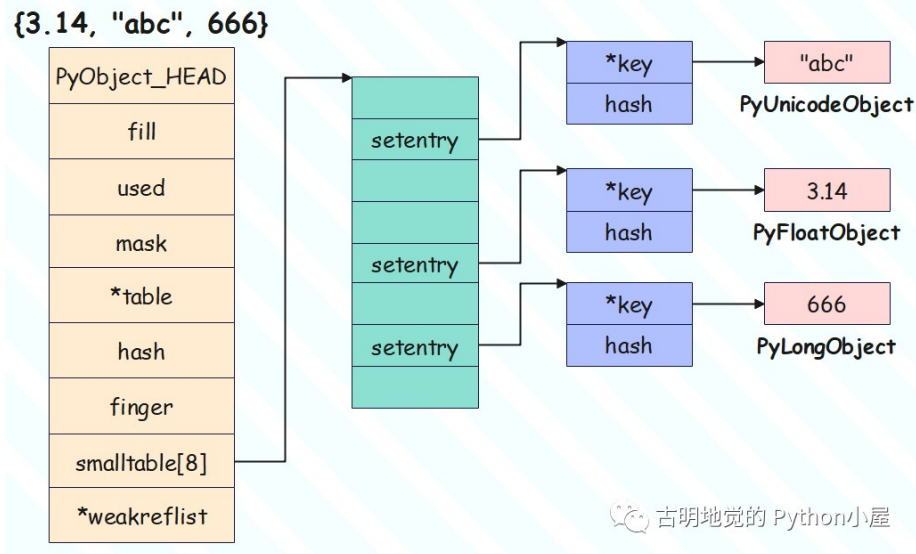 {3.14, "abc", 666}
PyObject_HEAD
fill
used
mask
*table
hash
finger
smalltable[8]
*weakreflist
setentry
setentry
setentry
*key
hash
"abc"
PyUnicodeObject
*key
hash
3.14
PyFloatObject
*key
hash
666
PyLongObject
古明地觉的 Python小屋